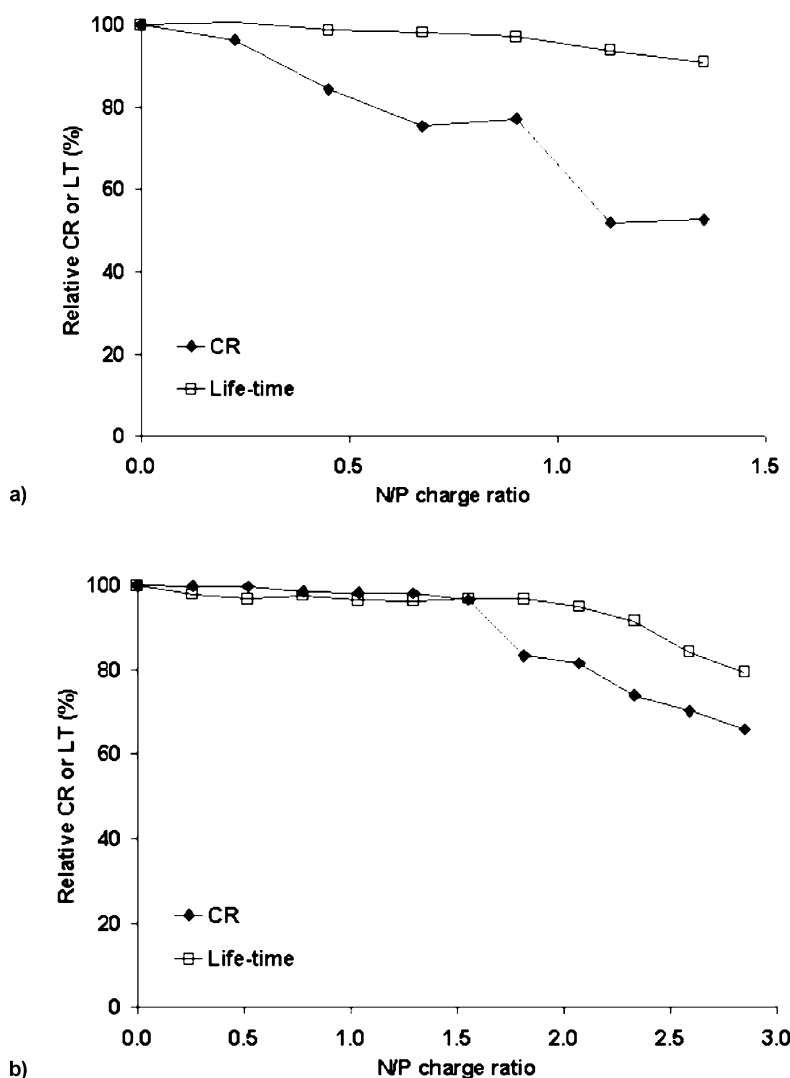 100
80
60
40
20
0
Relative CR or LT (%)
CR
Life-time
0.0 0.5 1.0 1.5
N/P charge ratio
a)
100
80
60
40
20
0
Relative CR or LT (%)
CR
Life-time
0.0 0.5 1.0 1.5 2.0 2.5 3.0
N/P charge ratio
b)